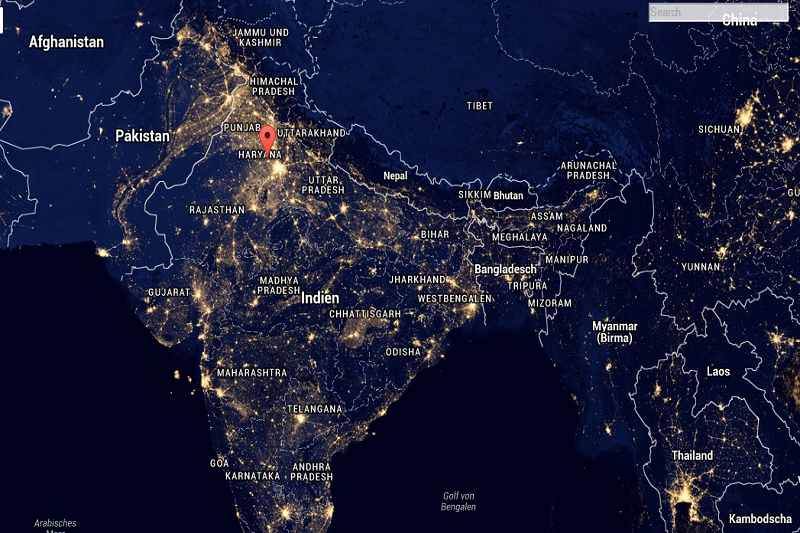 Search
China
Afghanistan
JAMMU UND
KASHMIR
HIMACHAL
PRADESH
TIBET
PUNJAB
UTTARAKHAND
SICHUAN
Pakistan
HARYANA
ARUNACHAL
PRADESH
Nepal
UTTAR
PRADESH
SIKKIM
Bhutan
GU
RAJASTHAN
ASSAM
BIHAR
NAGALAND
MEGHALAYA
MANIPUR
Bangladesch
YUNNAN
MADHYA
PRADESH
JHARKHAND
TRIPURA
GUJARAT
Indien
WESTBENGALEN
MIZORAM
CHHATTISGARH
Myanmar
(Birma)
ODISHA
Laos
MAHARASHTRA
TELANGANA
Thailand
GOA
KARNATAKA
ANDHRA
PRADESH
Golf von
Bengalen
Kambodscha
Arabisches